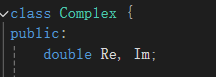 class Complex {
public:
    double Re, Im;